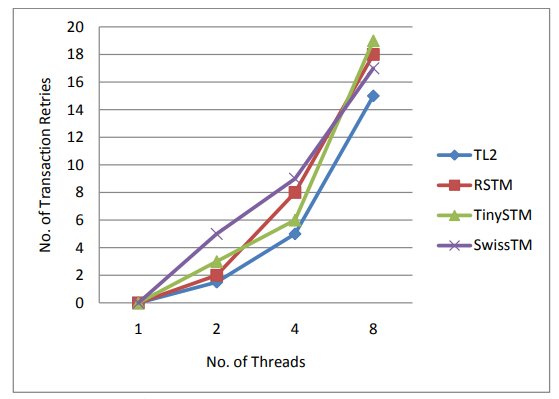 No. of Transaction Retries
20
18
16
14
12
10
8
6
4
2
0
1 2 4 8
No. of Threads
TL2
RSTM
TinySTM
SwissTM